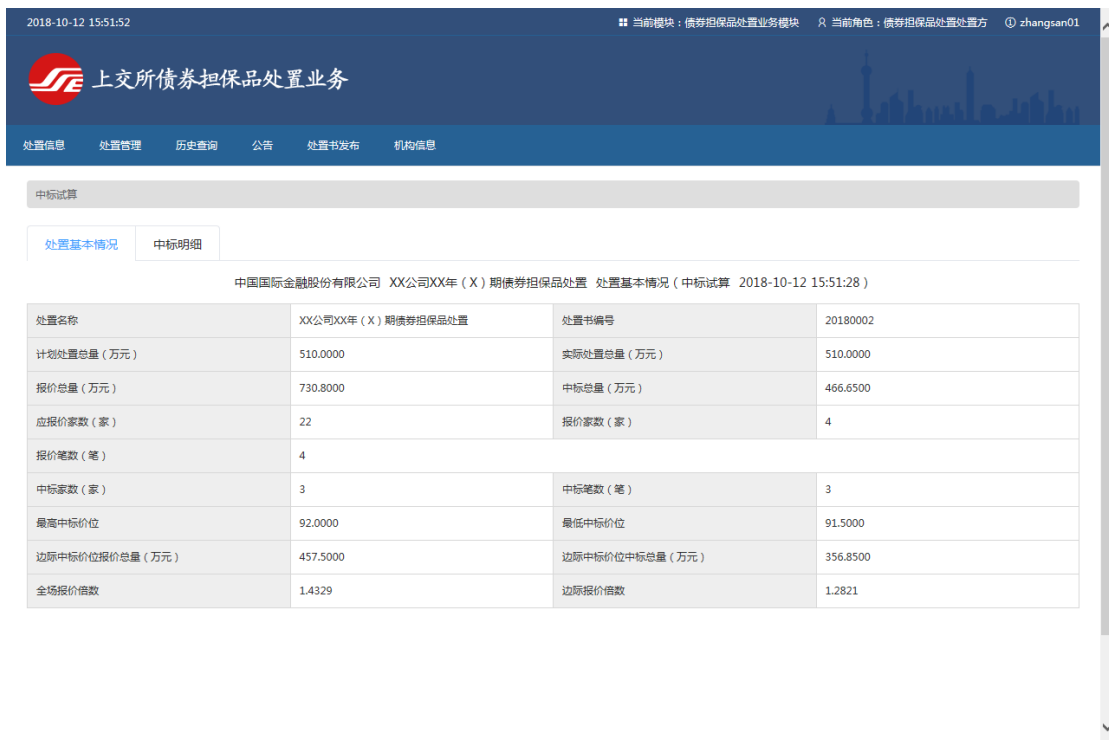 2018-10-12 15:51:52 当前模块：债券担保品处置业务模块 当前角色：债券担保品处置处置方 zhangsan01
上交所债券担保品处置业务
处置信息 处置管理 历史查询 公告 处置书发布 机构信息
中标试算
处置基本情况 中标明细
中国国际金融股份有限公司 XX公司XX年（X）期债券担保品处置 处置基本情况（中标试算 2018-10-12 15:51:28）
处置名称 XX公司XX年（X）期债券担保品处置 处置书编号 20180002
计划处置总量（万元） 510.0000 实际处置总量（万元） 510.0000
报价总量（万元） 730.8000 中标总量（万元） 466.6500
应报价家数（家） 22 报价家数（家） 4
报价笔数（笔） 4
中标家数（家） 3 中标笔数（笔） 3
最高中标价位 92.0000 最低中标价位 91.5000
边际中标价位报价总量（万元） 457.5000 边际中标价位中标总量（万元） 356.8500
全场报价倍数 1.4329 边际报价倍数 1.2821